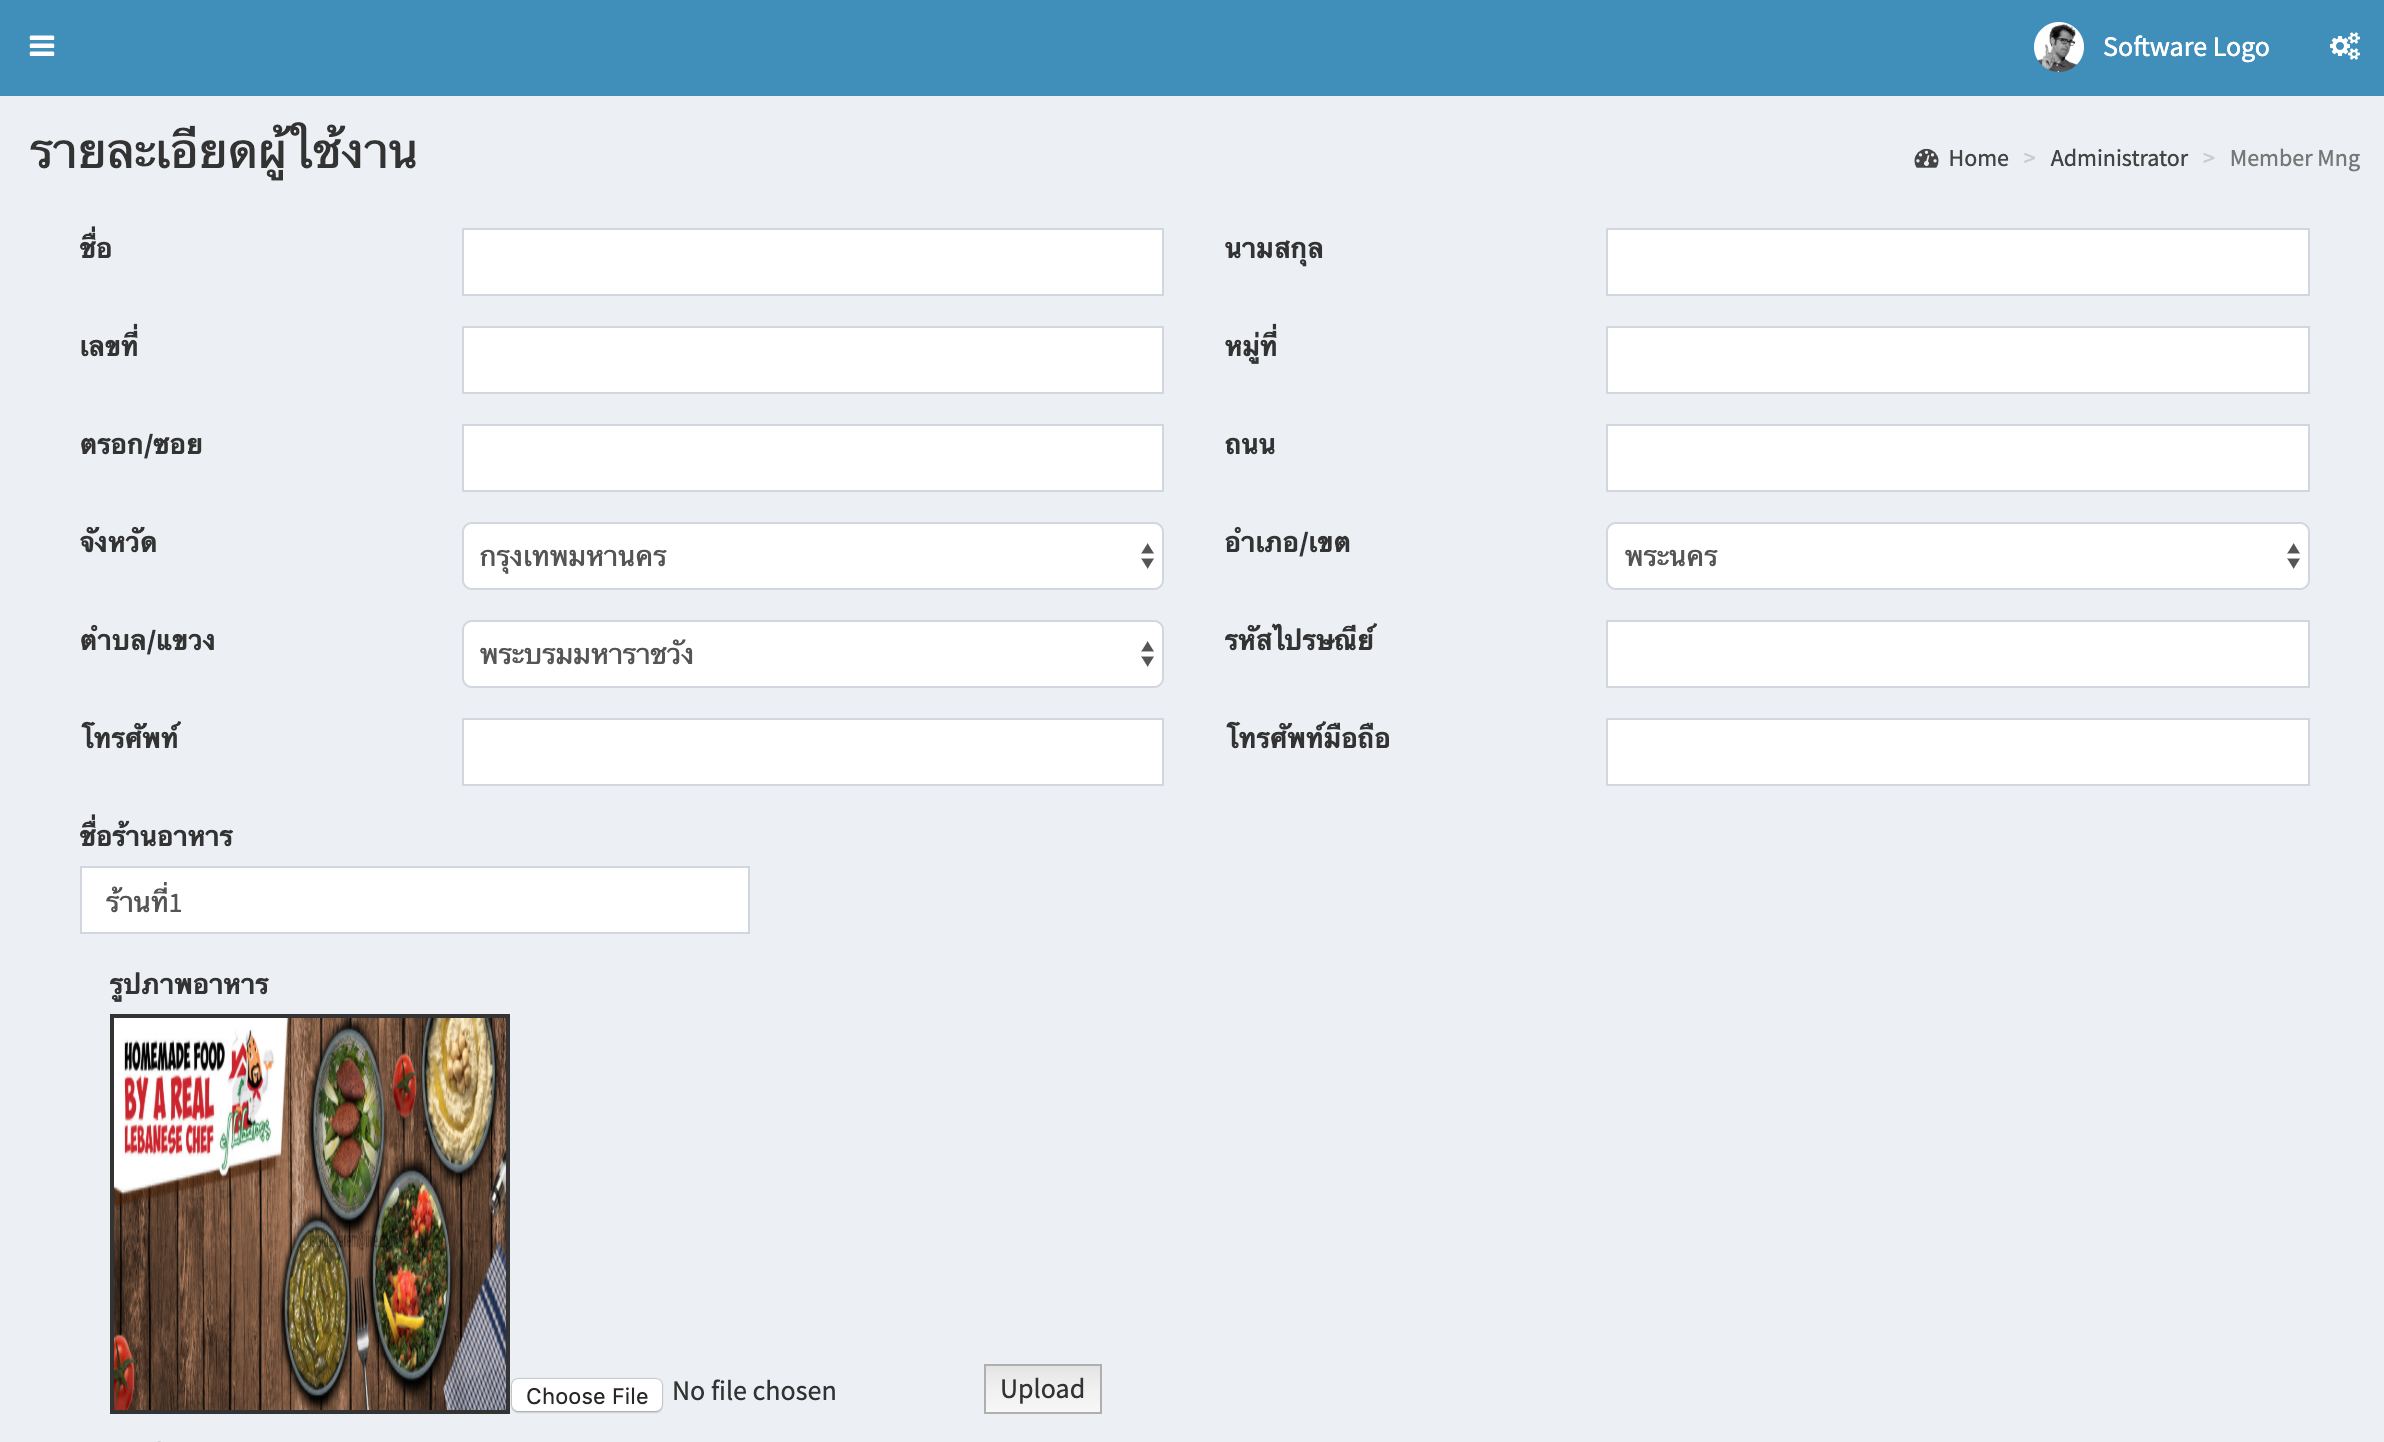 Software Logo
รายละเอียดผู้ใช้งาน
Home > Administrator > Member Mng
ชื่อ
นามสกุล
เลขที่
หมู่ที่
ตรอก/ซอย
ถนน
จังหวัด
กรุงเทพมหานคร
อำเภอ/เขต
พระนคร
ตำบล/แขวง
พระบรมมหาราชวัง
รหัสไปรษณีย์
โทรศัพท์
โทรศัพท์มือถือ
ชื่อร้านอาหาร
ร้านที่1
รูปภาพอาหาร
HOMEMADE FOOD
BY A REAL
LEBANESE CHEF
Choose File No file chosen
Upload